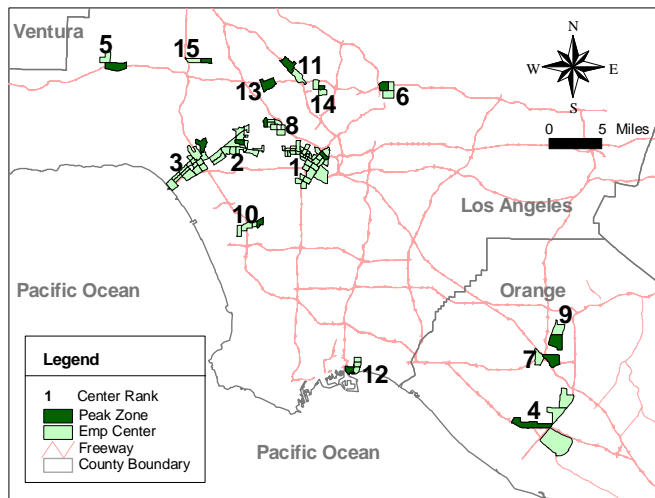 Ventura
N
5
15
11
W
E
13
14
6
S
8
0 5 Miles
3
2
1
Los Angeles
10
Pacific Ocean
Orange
9
7
12
4
Pacific Ocean
Legend
1 Center Rank
Peak Zone
Emp Center
Freeway
County Boundary